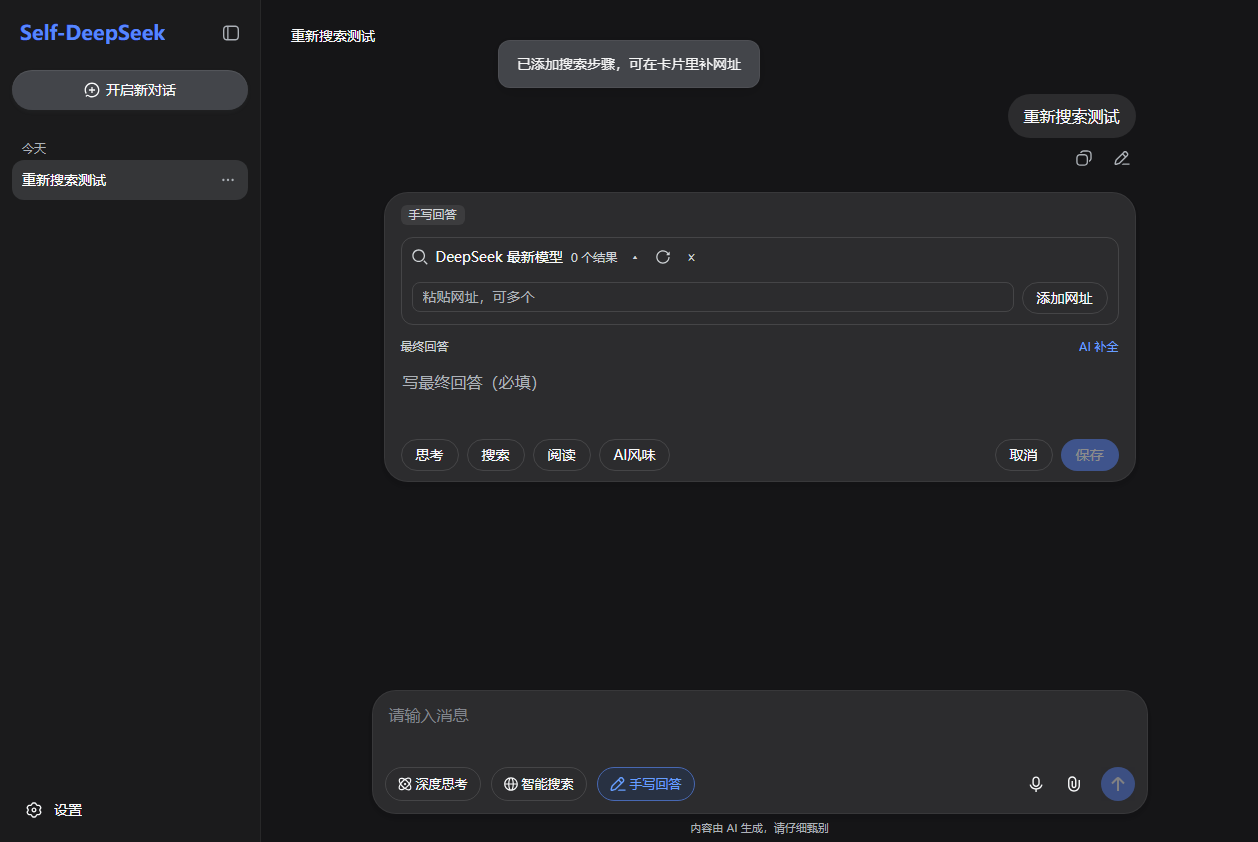 Self-DeepSeek
开启新对话
今天
重新搜索测试
设置
重新搜索测试
已添加搜索步骤，可在卡片里补网址
重新搜索测试
手写回答
DeepSeek 最新模型 0 个结果 ×
粘贴网址，可多个 添加网址
最终回答 AI 补全
写最终回答（必填）
思考 搜索 阅读 AI风味 取消 保存
请输入消息
深度思考 智能搜索 手写回答
内容由 AI 生成，请仔细甄别